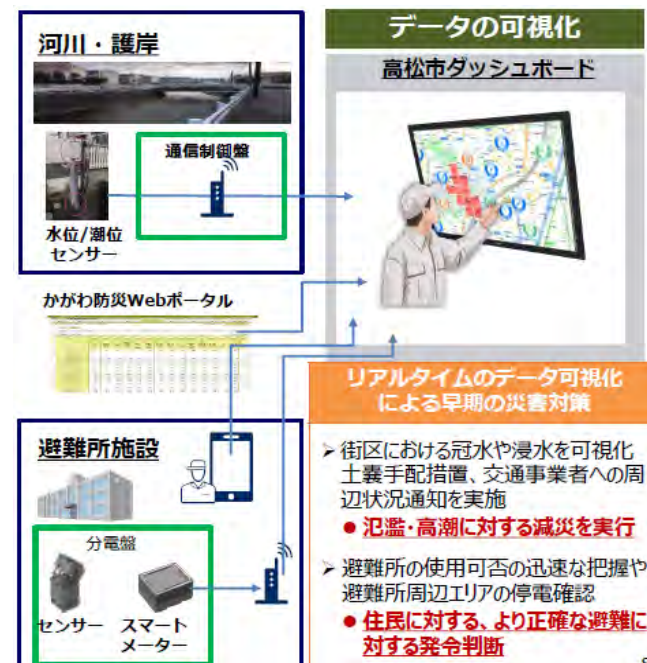 河川・護岸
通信制御盤
水位/潮位
センサー
かがわ防災Webポータル
避難所施設
分電盤
センサー
スマート
メーター
データの可視化
高松市ダッシュボード
リアルタイムのデータ可視化
による早期の災害対策
➢ 街区における冠水や浸水を可視化
土嚢手配措置、交通事業者への周
辺状況通知を実施
● 氾濫・高潮に対する減災を実行
➢ 避難所の使用可否の迅速な把握や
避難所周辺エリアの停電確認
● 住民に対する、より正確な避難に
対する発令判断